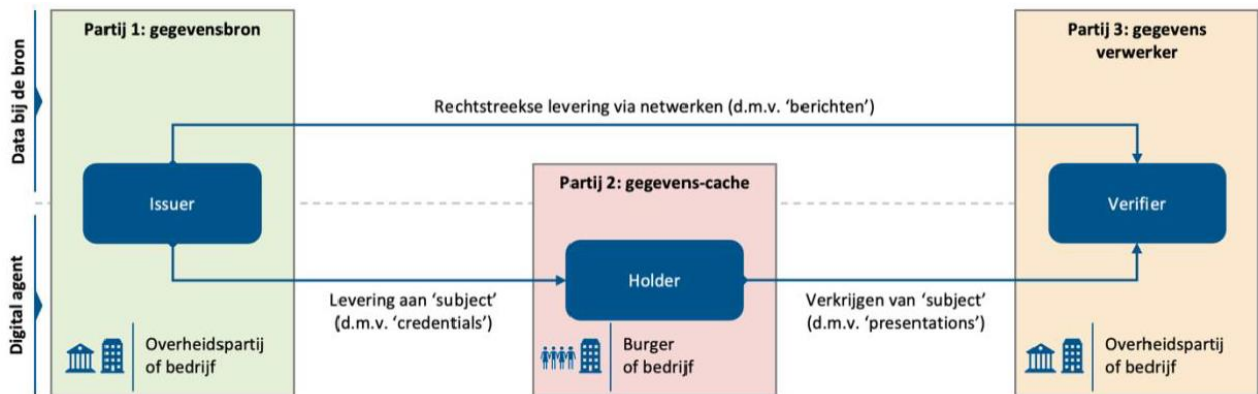 Data bij de bron
Digital agent
Partij 1: gegevensbron
Partij 3: gegevens
verwerker
Rechtstreekse levering via netwerken (d.m.v. ‘berichten’)
Partij 2: gegevens-cache
Issuer
Verifier
Holder
Levering aan ‘subject’
(d.m.v. ‘credentials’)
Verkrijgen van ‘subject’
(d.m.v. ‘presentations’)
Overheidspartij
of bedrijf
Burger
of bedrijf
Overheidspartij
of bedrijf